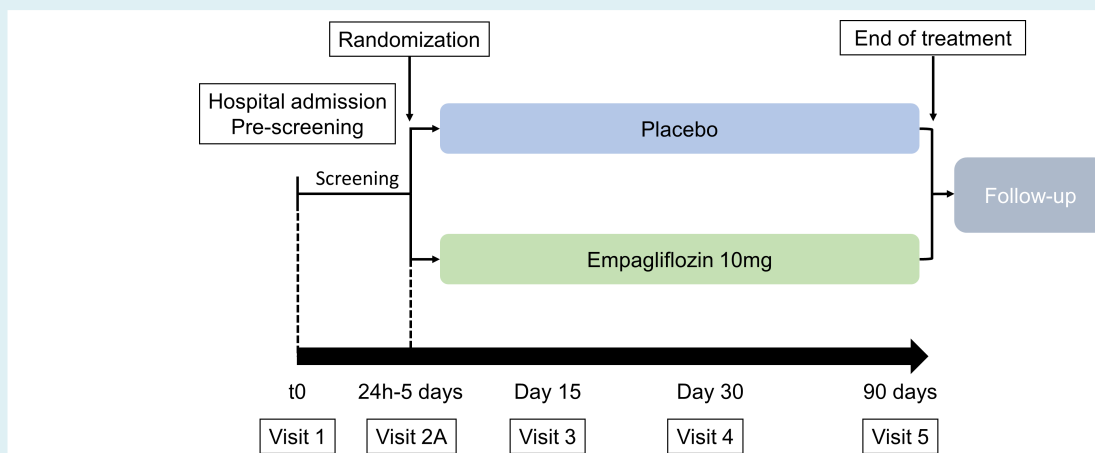 Randomization
End of treatment
Hospital admission
Pre-screening
Placebo
Screening
Follow-up
Empagliflozin 10mg
t0
24h-5 days
Day 15
Day 30
90 days
Visit 1
Visit 2A
Visit 3
Visit 4
Visit 5